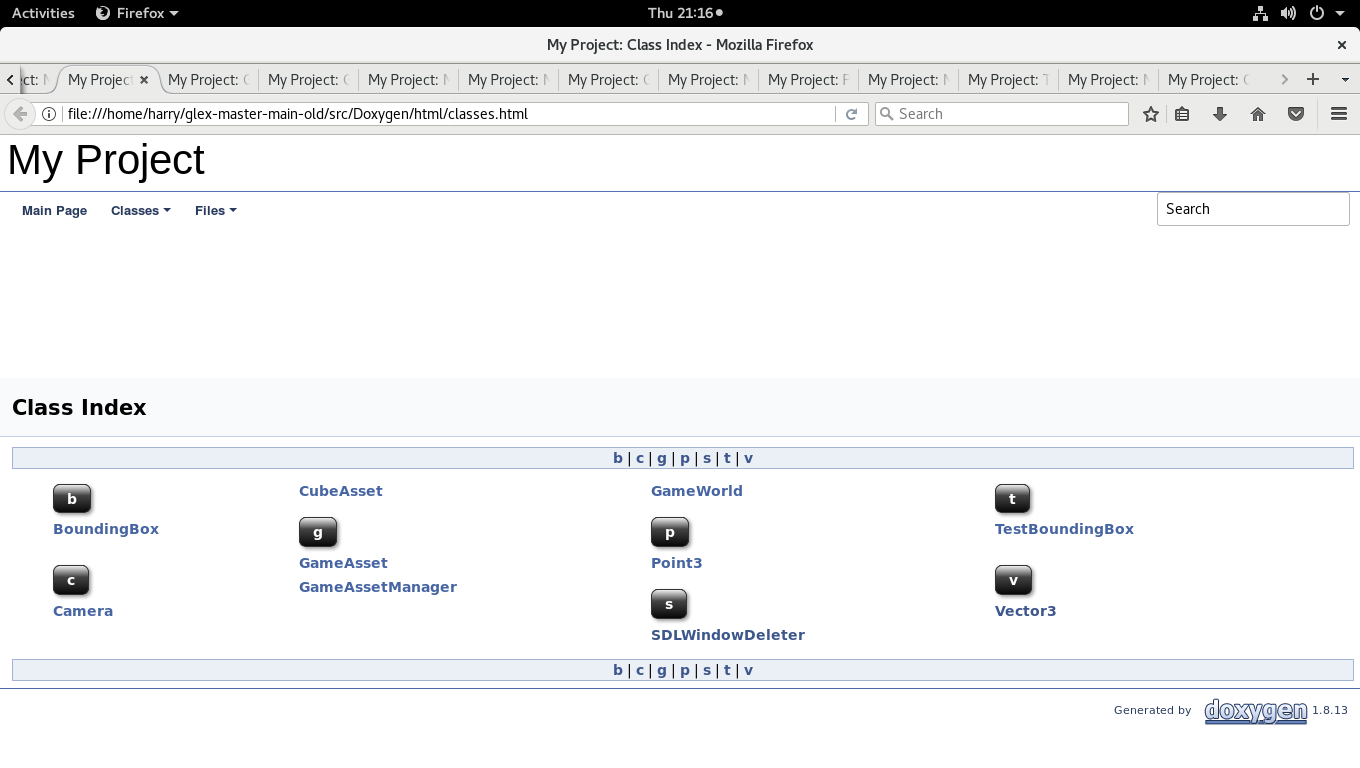 Activities Firefox Thu 21:16
My Project: Class Index - Mozilla Firefox
My Project My Project: My Project: My Project: My Project: My Project: My Project: My Project: My Project: My Project: My Project: My Project:
file:///home/harry/glex-master-main-old/src/Doxygen/html/classes.html Search
My Project
Main Page Classes Files Search
Class Index
b | c | g | p | s | t | v
b
BoundingBox
c
Camera
CubeAsset
g
GameAsset
GameAssetManager
GameWorld
p
Point3
s
SDLWindowDeleter
t
TestBoundingBox
v
Vector3
b | c | g | p | s | t | v
Generated by doxygen 1.8.13